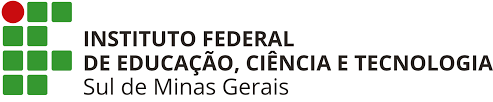 INSTITUTO FEDERAL
DE EDUCAÇÃO, CIÊNCIA E TECNOLOGIA
Sul de Minas Gerais